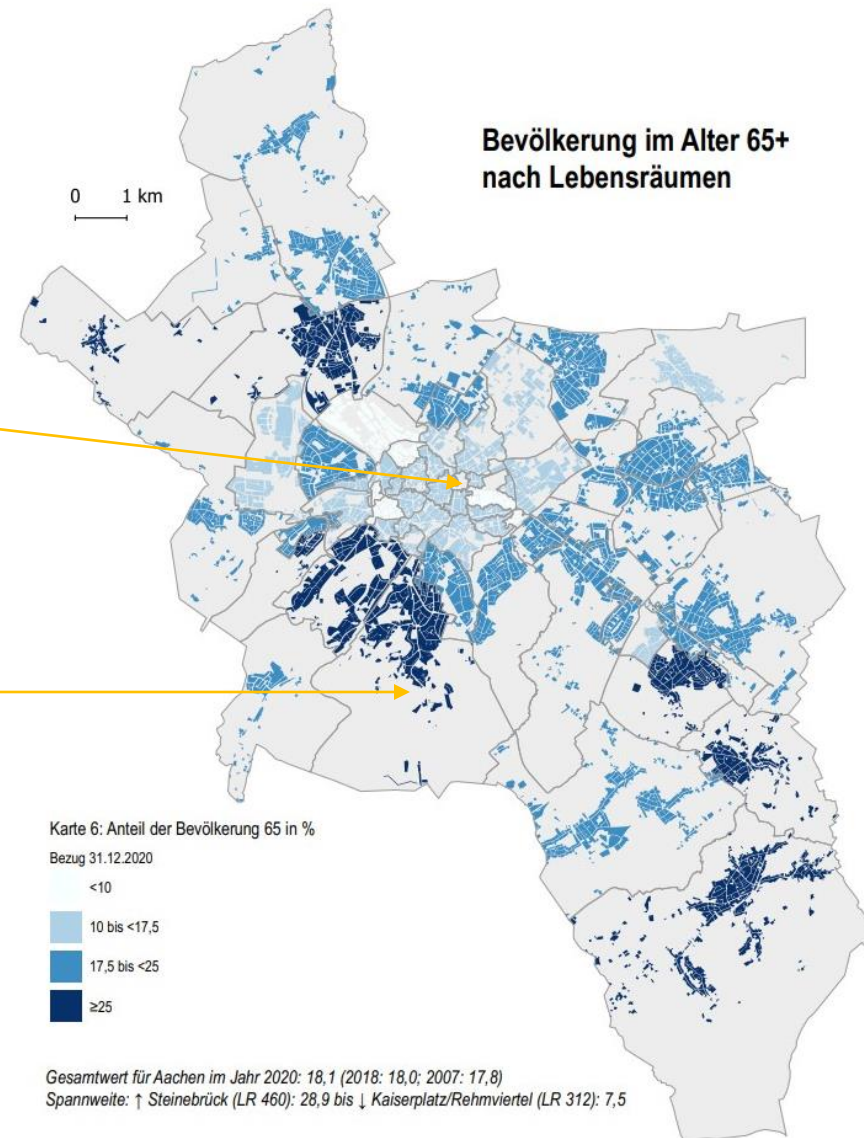 Bevölkerung im Alter 65+
nach Lebensräumen
0 1 km
Karte 6: Anteil der Bevölkerung 65 in %
Bezug 31.12.2020
<10
10 bis <17,5
17,5 bis <25
≥25
Gesamtwert für Aachen im Jahr 2020: 18,1 (2018: 18,0; 2007: 17,8)
Spannweite: ↑ Steinebrück (LR 460): 28,9 bis ↓ Kaiserplatz/Rehmviertel (LR 312): 7,5